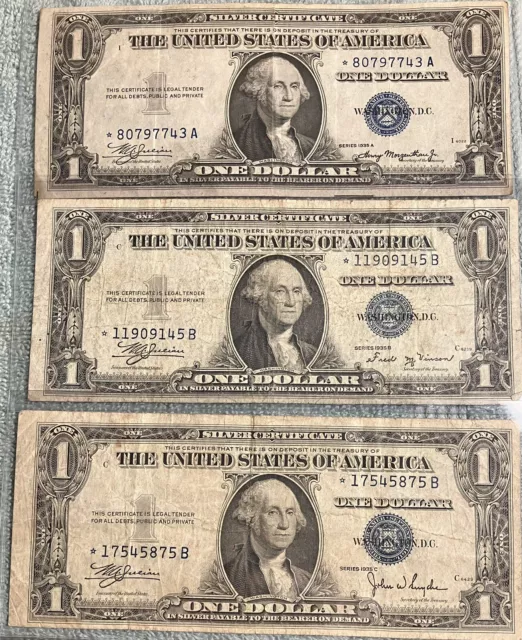 SILVER CERTIFICATE
THIS CERTIFIES THAT THERE IS ON DEPOSIT IN THE TREASURY OF
THE UNITED STATES OF AMERICA
* 80797743 A
ONE DOLLAR
THIS CERTIFICATE IS LEGAL TENDER
FOR ALL DEBTS, PUBLIC AND PRIVATE
WASHINGTON, D.C.
* 80797743 A
SERIES 1935 A
ONE DOLLAR
IN SILVER PAYABLE TO THE BEARER ON DEMAND
SILVER CERTIFICATE
THIS CERTIFIES THAT THERE IS ON DEPOSIT IN THE TREASURY OF
THE UNITED STATES OF AMERICA
* 11909145 B
ONE DOLLAR
THIS CERTIFICATE IS LEGAL TENDER
FOR ALL DEBTS, PUBLIC AND PRIVATE
WASHINGTON, D.C.
* 11909145 B
SERIES 1935 B
ONE DOLLAR
IN SILVER PAYABLE TO THE BEARER ON DEMAND
SILVER CERTIFICATE
THIS CERTIFIES THAT THERE IS ON DEPOSIT IN THE TREASURY OF
THE UNITED STATES OF AMERICA
* 17545875 B
ONE DOLLAR
THIS CERTIFICATE IS LEGAL TENDER
FOR ALL DEBTS, PUBLIC AND PRIVATE
WASHINGTON, D.C.
* 17545875 B
SERIES 1935 C
John W Snyder
ONE DOLLAR
IN SILVER PAYABLE TO THE BEARER ON DEMAND